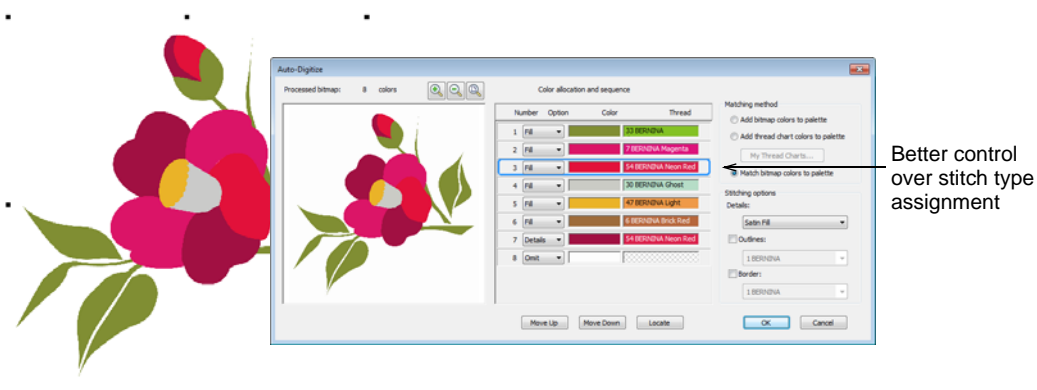 Auto-Digitize
Processed bitmap: 8 colors
Color allocation and sequence
Number Option Color Thread
1 Fill 33 BERNINA
2 Fill 7 BERNINA Magenta
3 Fill 54 BERNINA Neon Red
4 Fill 30 BERNINA Ghost
5 Fill 47 BERNINA Light
6 Fill 6 BERNINA Brick Red
7 Details 54 BERNINA Neon Red
8 Omit
Move Up Move Down Locate
Matching method
Add bitmap colors to palette
Add thread chart colors to palette
My Thread Charts...
Match bitmap colors to palette
Stitching options
Details:
Satin Fill
Outlines:
1 BERNINA
Border:
1 BERNINA
OK Cancel
Better control
over stitch type
assignment